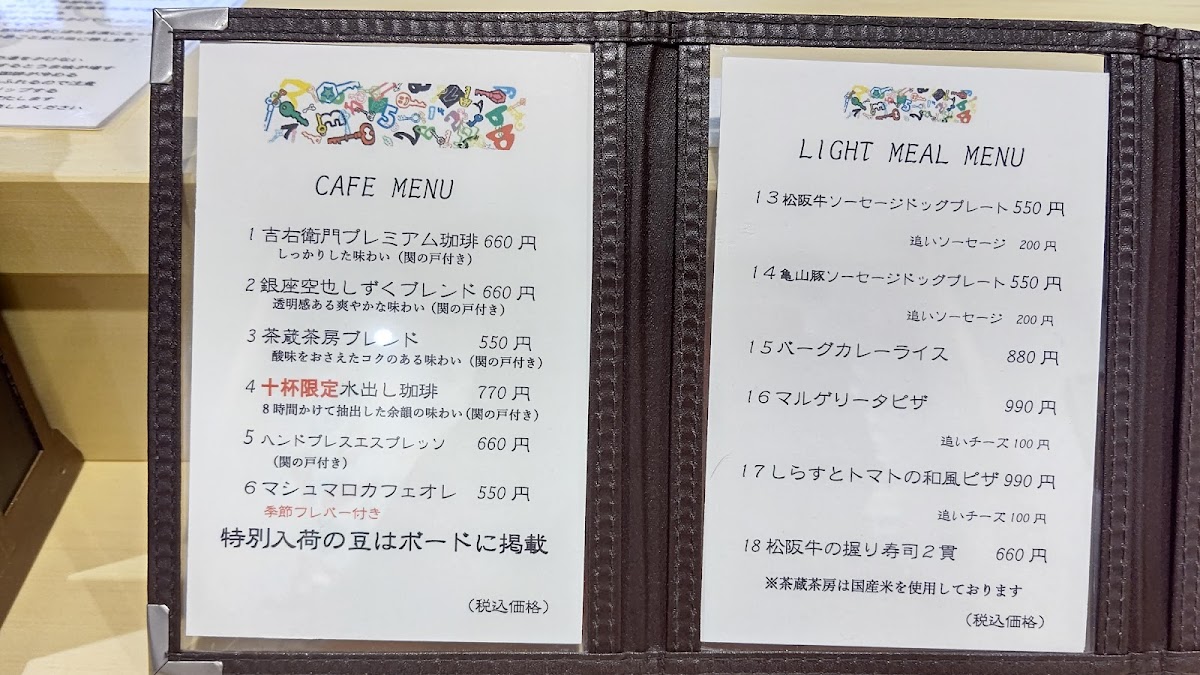 CAFE MENU
1 吉右衛門プレミアム珈琲 660 円
しっかりした味わい（関の戸付き）
2 銀座空也しずくブレンド 660 円
透明感ある爽やかな味わい（関の戸付き）
3 茶蔵茶房ブレンド 550 円
酸味をおさえたコクのある味わい（関の戸付き）
4 十杯限定水出し珈琲 770 円
8時間かけて抽出した余韻の味わい（関の戸付き）
5 ハンドプレスエスプレッソ 660 円
（関の戸付き）
6 マシュマロカフェオレ 550 円
季節フレバー付き
特別入荷の豆はボードに掲載
（税込価格）
LIGHT MEAL MENU
13 松阪牛ソーセージドッグプレート 550 円
追いソーセージ 200 円
14 亀山豚ソーセージドッグプレート 550 円
追いソーセージ 200 円
15 バーグカレーライス 880 円
16 マルゲリータピザ 990 円
追いチーズ 100 円
17 しらすとトマトの和風ピザ 990 円
追いチーズ 100 円
18 松阪牛の握り寿司2貫 660 円
※茶蔵茶房は国産米を使用しております
（税込価格）